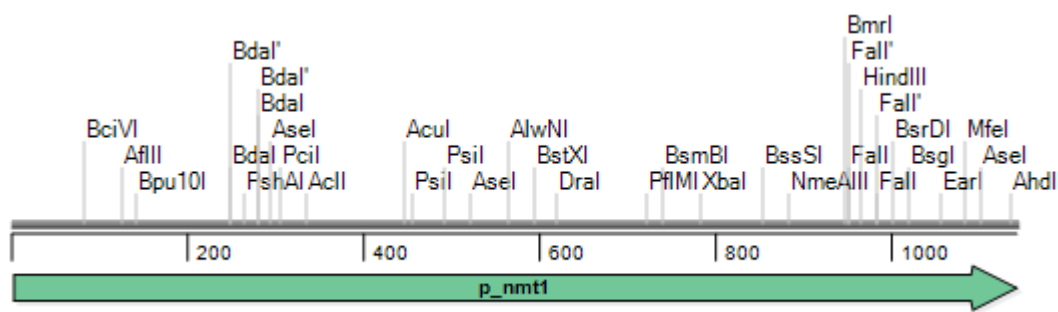 BmrI
BdaI' FalI'
BdaI' HindIII
BdaI FalI'
BciVI AseI AcuI AlwNI BsrDI MfeI
AflII BdaI PciI PsiI BstXI BsmBI BssSI FalI BsgI AseI
Bpu10I PshAI AclI PsiI AseI DraI PflMI XbaI NmeAIII FalI EarI AhdI
200 400 600 800 1000
p_nmt1